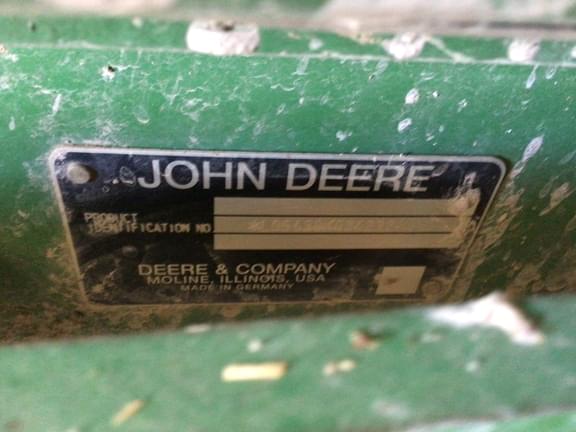 JOHN DEERE
PRODUCT
IDENTIFICATION NO.
DEERE & COMPANY
MOLINE, ILLINOIS, USA
MADE IN GERMANY